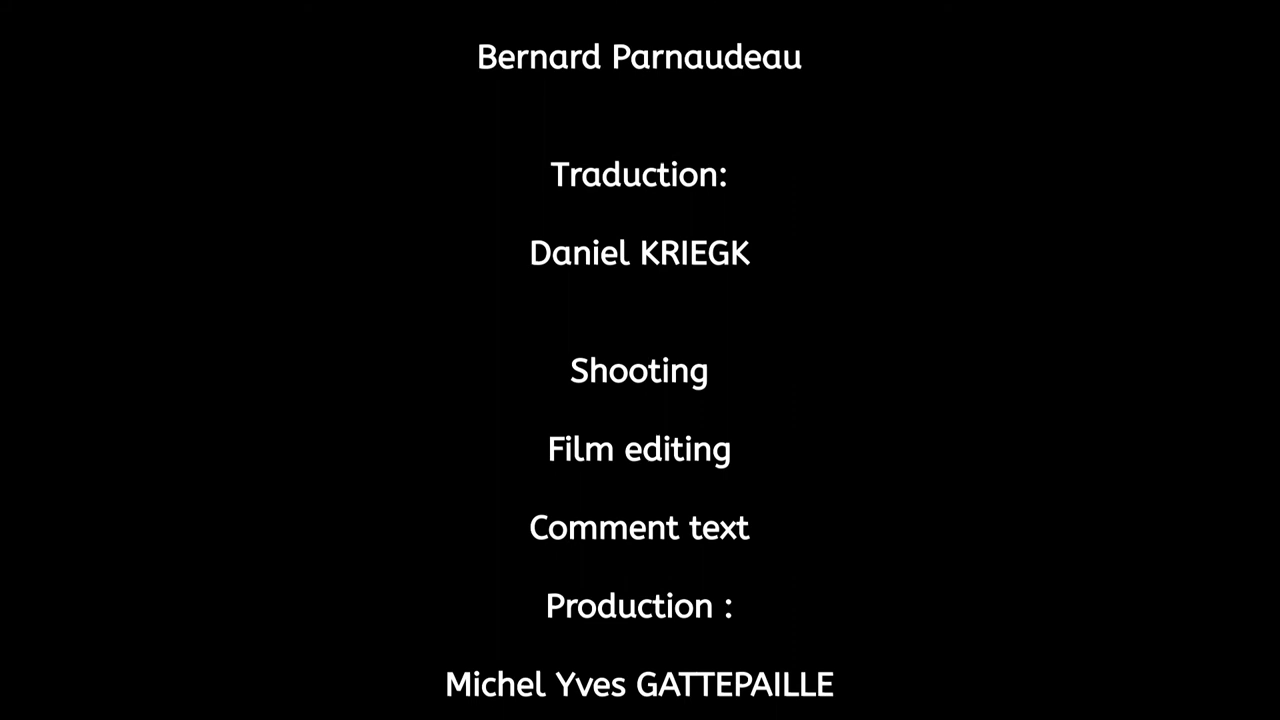 Bernard Parnaudeau
Traduction:
Daniel KRIEGK
Shooting
Film editing
Comment text
Production :
Michel Yves GATTEPAILLE